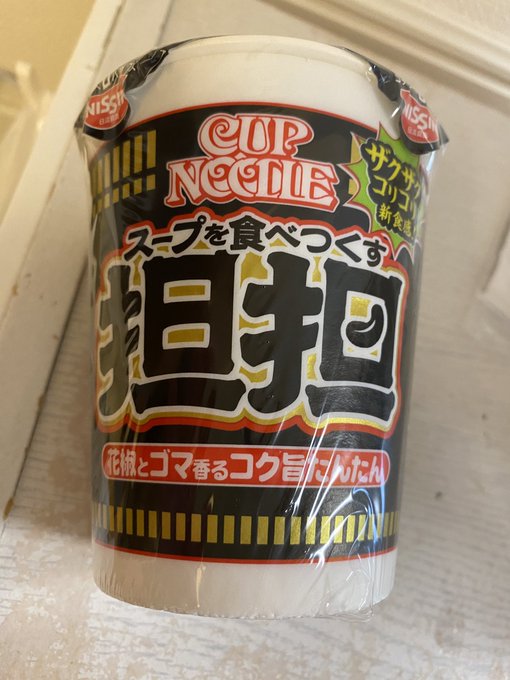 NISSIN
CUP
NOODLE
ザクザク
コリコリ
新食感
スープを食べつくす
担担
花椒とゴマ香るコク旨たんたん